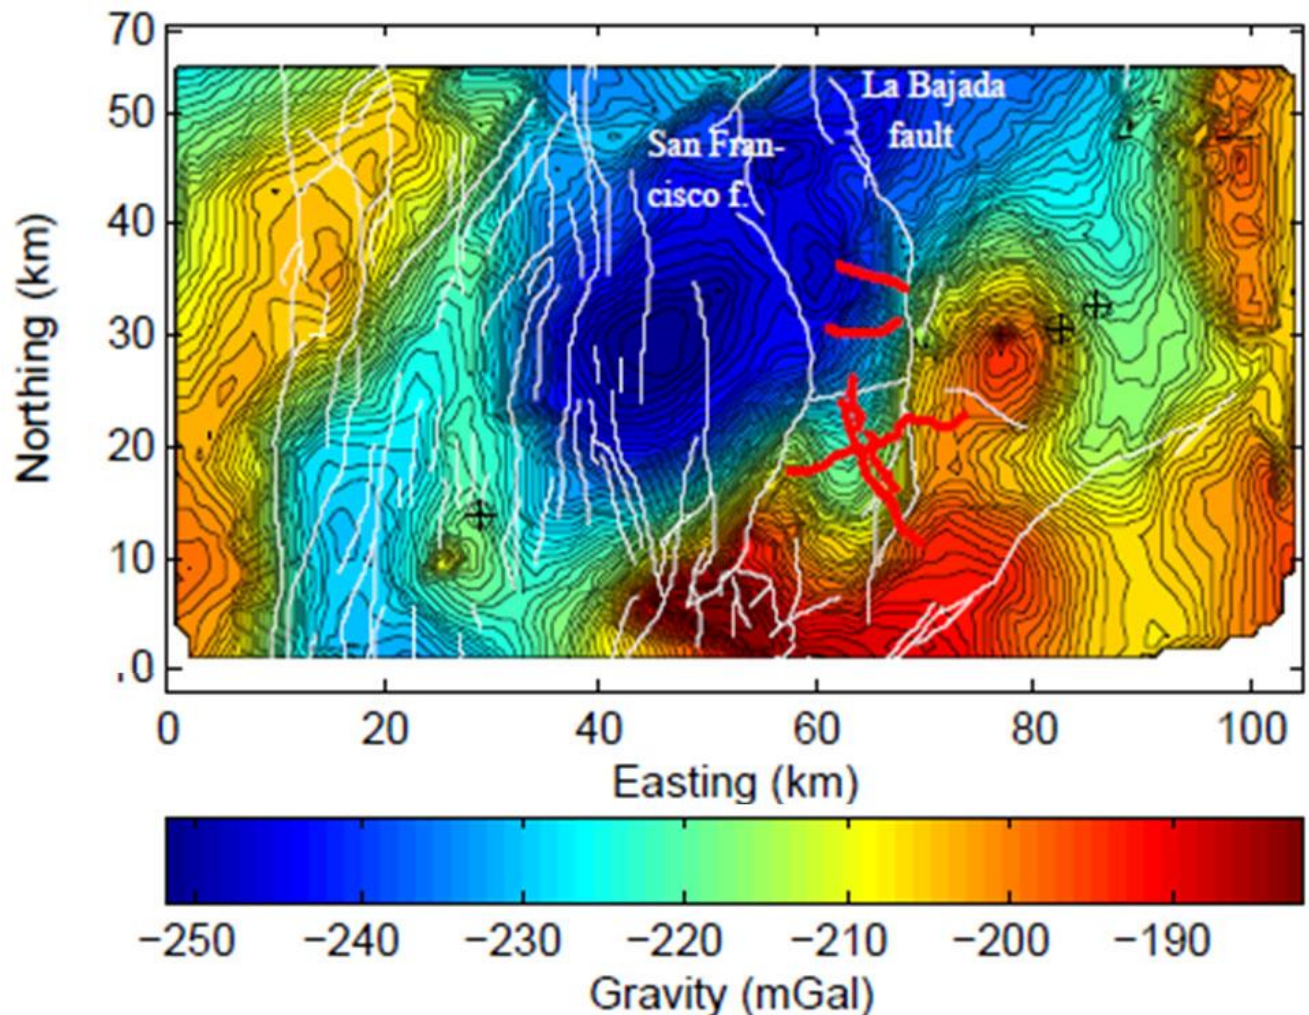 70
50
40
30
20
10
.0
Northing (km)
La Bajada
fault
San Fran-
cisco f.
0 20 40 60 80 100
Easting (km)
−250 −240 −230 −220 −210 −200 −190
Gravity (mGal)